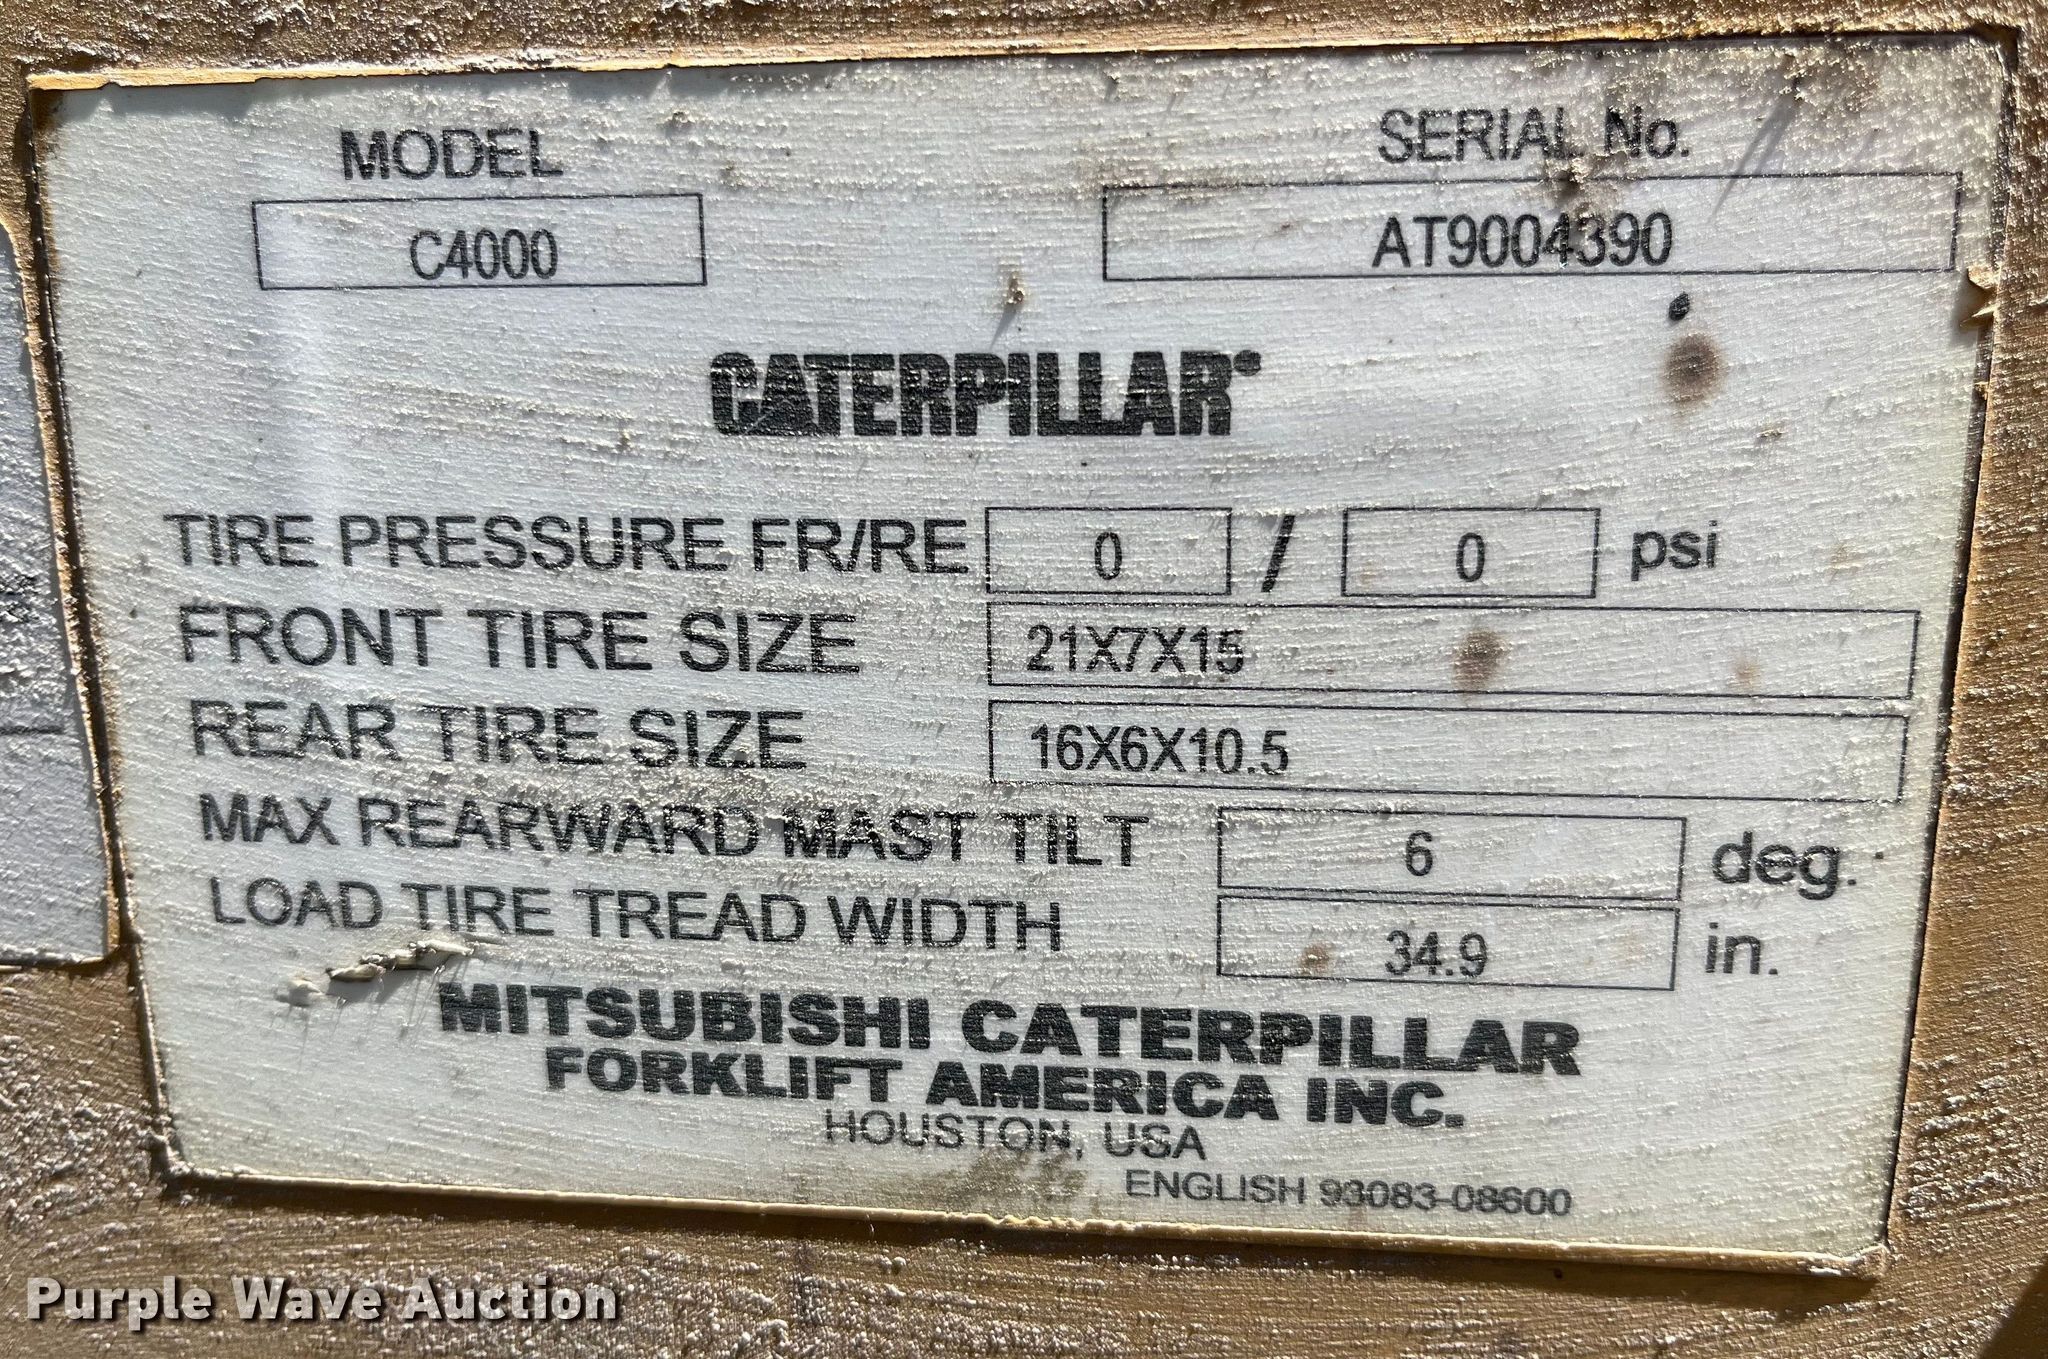 MODEL SERIAL No.
C4000 AT9004390
CATERPILLAR
TIRE PRESSURE FR/RE 0 / 0 psi
FRONT TIRE SIZE 21X7X15
REAR TIRE SIZE 16X6X10.5
MAX REARWARD MAST TILT 6 deg.
LOAD TIRE TREAD WIDTH 34.9 in.
MITSUBISHI CATERPILLAR
FORKLIFT AMERICA INC.
HOUSTON, USA
ENGLISH 93083-08600
Purple Wave Auction